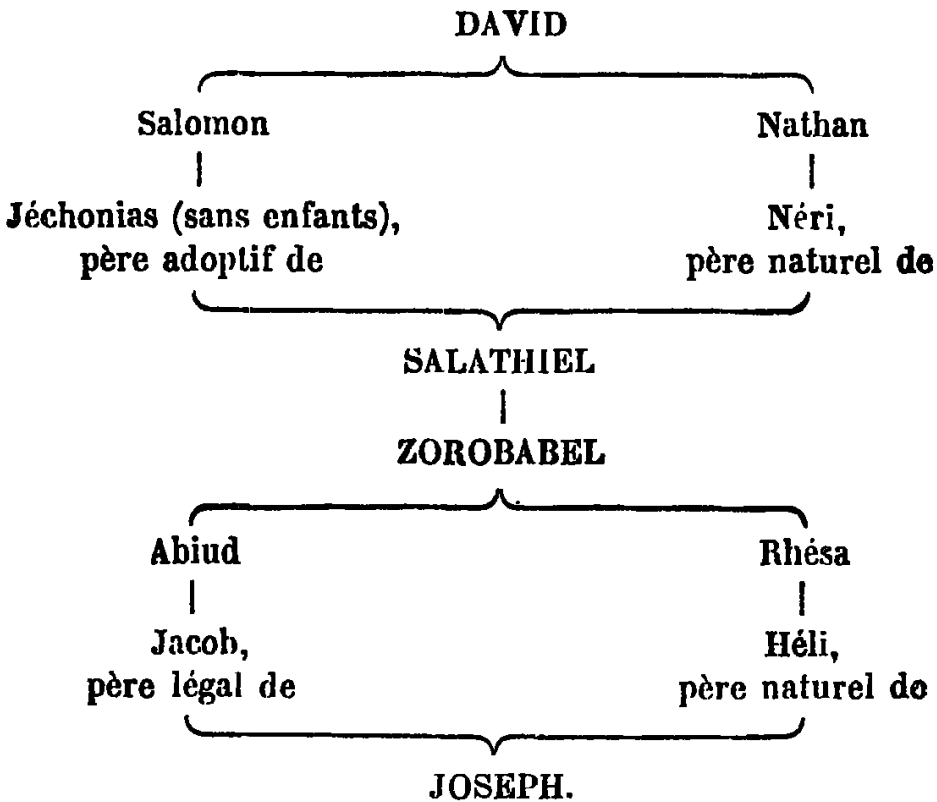 DAVID
Salomon
Nathan
Jéchonias (sans enfants),
père adoptif de
Néri,
père naturel de
SALATHIEL
ZOROBABEL
Abiud
Rhésa
Jacob,
père légal de
Héli,
père naturel de
JOSEPH.